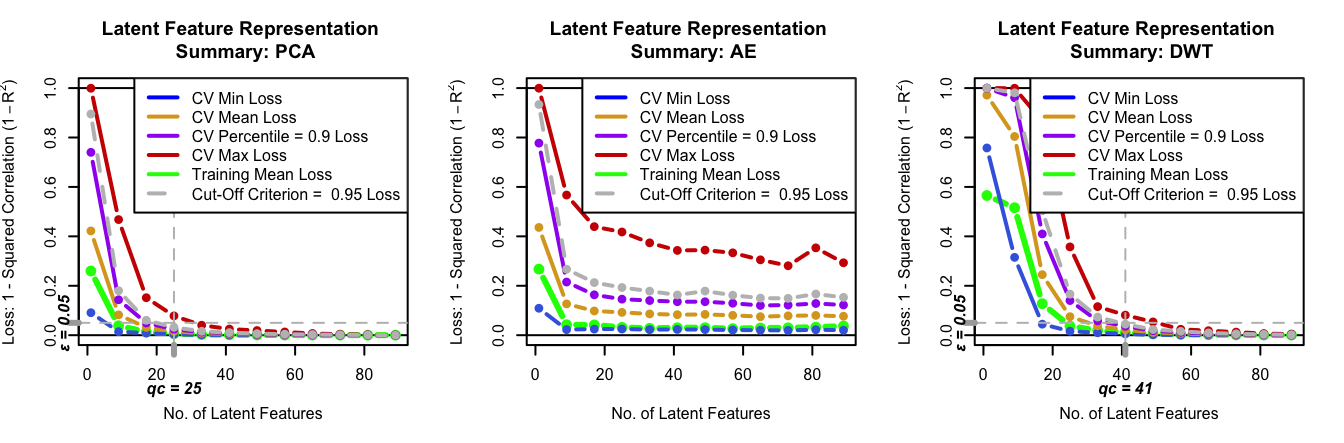 Latent Feature Representation
Summary: PCA
Loss: 1 - Squared Correlation (1 − R²)
1.0
0.8
0.6
0.4
0.2
0.0
ε = 0.05
CV Min Loss
CV Mean Loss
CV Percentile = 0.9 Loss
CV Max Loss
Training Mean Loss
Cut-Off Criterion = 0.95 Loss
0 20 40 60 80
qc = 25
No. of Latent Features
Latent Feature Representation
Summary: AE
Loss: 1 - Squared Correlation (1 − R²)
1.0
0.8
0.6
0.4
0.2
0.0
CV Min Loss
CV Mean Loss
CV Percentile = 0.9 Loss
CV Max Loss
Training Mean Loss
Cut-Off Criterion = 0.95 Loss
0 20 40 60 80
No. of Latent Features
Latent Feature Representation
Summary: DWT
Loss: 1 - Squared Correlation (1 − R²)
1.0
0.8
0.6
0.4
0.2
0.0
ε = 0.05
CV Min Loss
CV Mean Loss
CV Percentile = 0.9 Loss
CV Max Loss
Training Mean Loss
Cut-Off Criterion = 0.95 Loss
0 20 40 60 80
qc = 41
No. of Latent Features